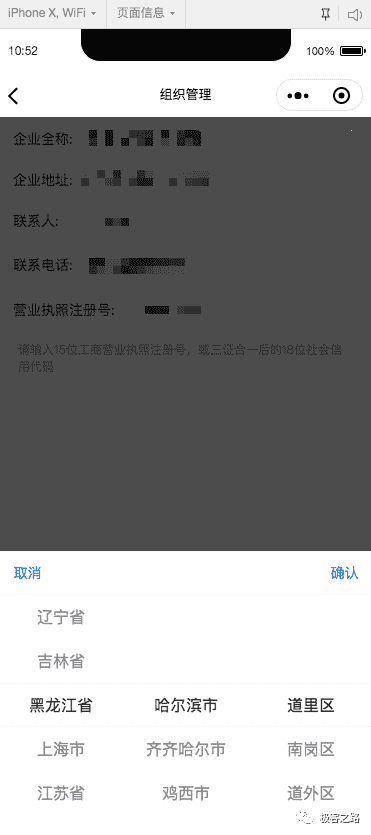 iPhone X, WiFi 页面信息
10:52 100%
组织管理
企业全称:
企业地址:
联系人:
联系电话:
营业执照注册号:
请输入15位工商营业执照注册号，或三证合一后的18位社会信
用代码
取消 确认
辽宁省
吉林省
黑龙江省 哈尔滨市 道里区
上海市 齐齐哈尔市 南岗区
江苏省 鸡西市 道外区
极客之路